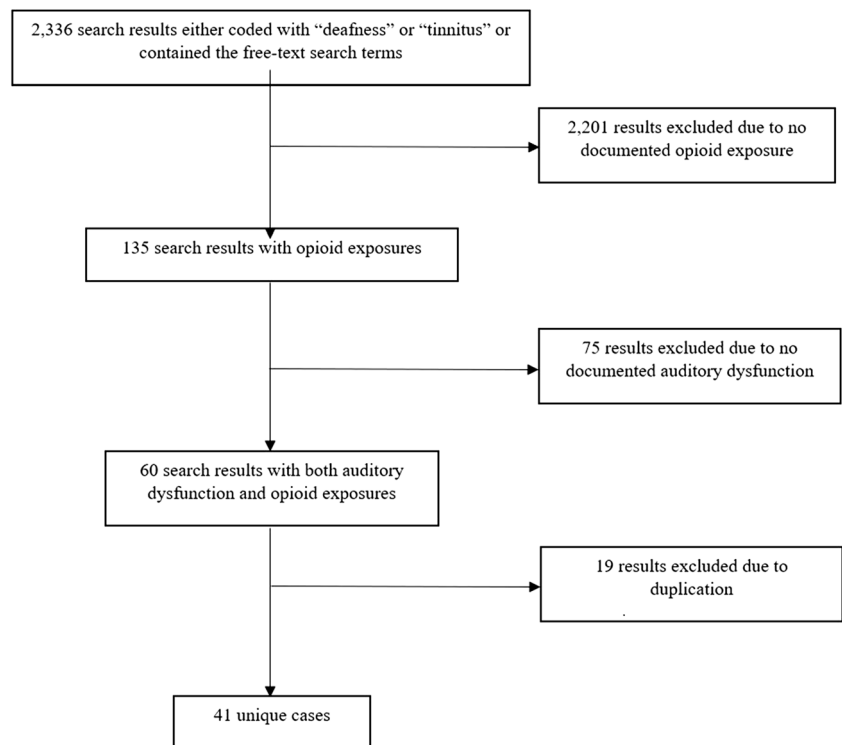 2,336 search results either coded with “deafness” or “tinnitus” or
contained the free-text search terms
2,201 results excluded due to no
documented opioid exposure
135 search results with opioid exposures
75 results excluded due to no
documented auditory dysfunction
60 search results with both auditory
dysfunction and opioid exposures
19 results excluded due to
duplication
.
41 unique cases